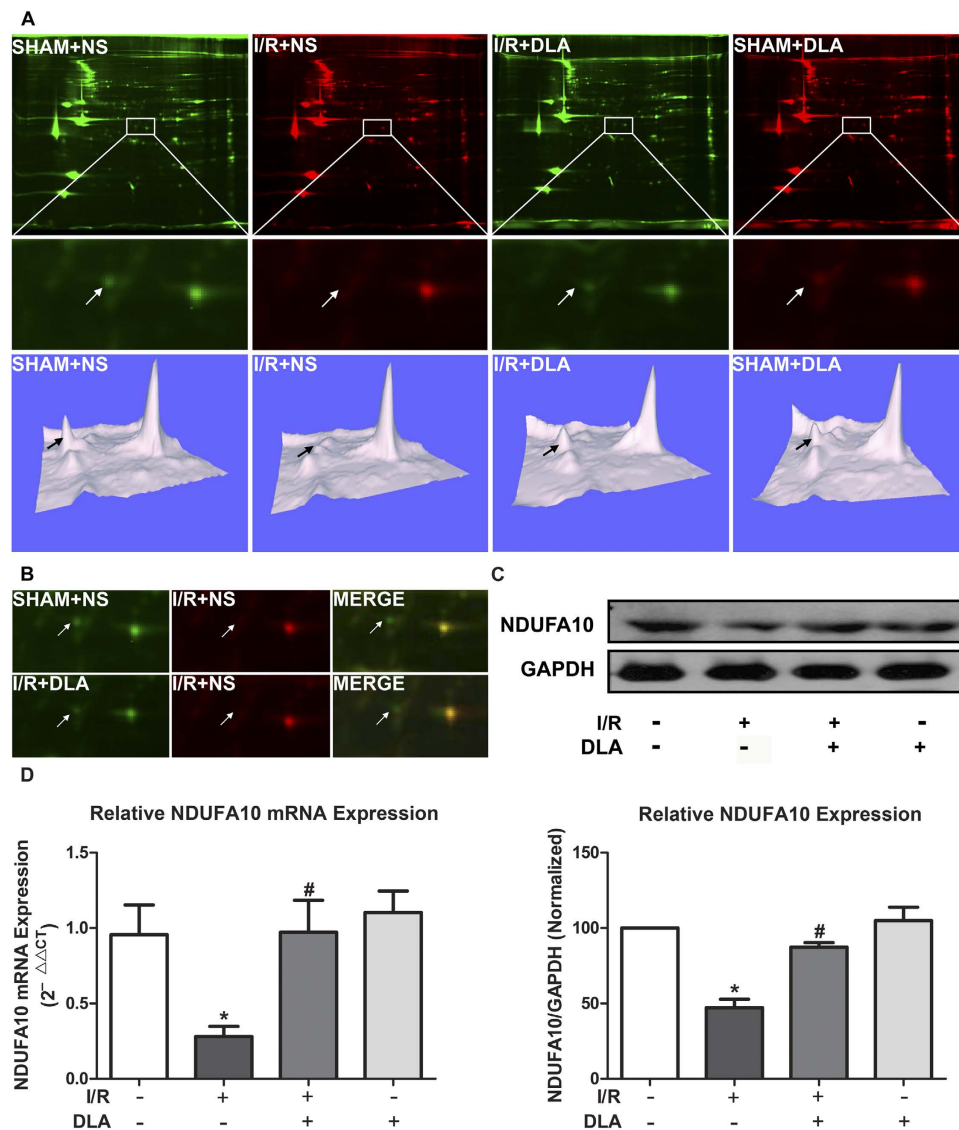 A
SHAM+NS I/R+NS I/R+DLA SHAM+DLA
SHAM+NS I/R+NS I/R+DLA SHAM+DLA
B
SHAM+NS I/R+NS MERGE
I/R+DLA I/R+NS MERGE
C
NDUFA10
GAPDH
I/R - + + -
DLA - - + +
D
Relative NDUFA10 mRNA Expression
NDUFA10 mRNA Expression
(2⁻ △△CT)
1.5
1.0
0.5
0.0
* #
I/R - + + -
DLA - - + +
Relative NDUFA10 Expression
NDUFA10/GAPDH (Normalized)
150
100
50
0
* #
I/R - + + -
DLA - - + +